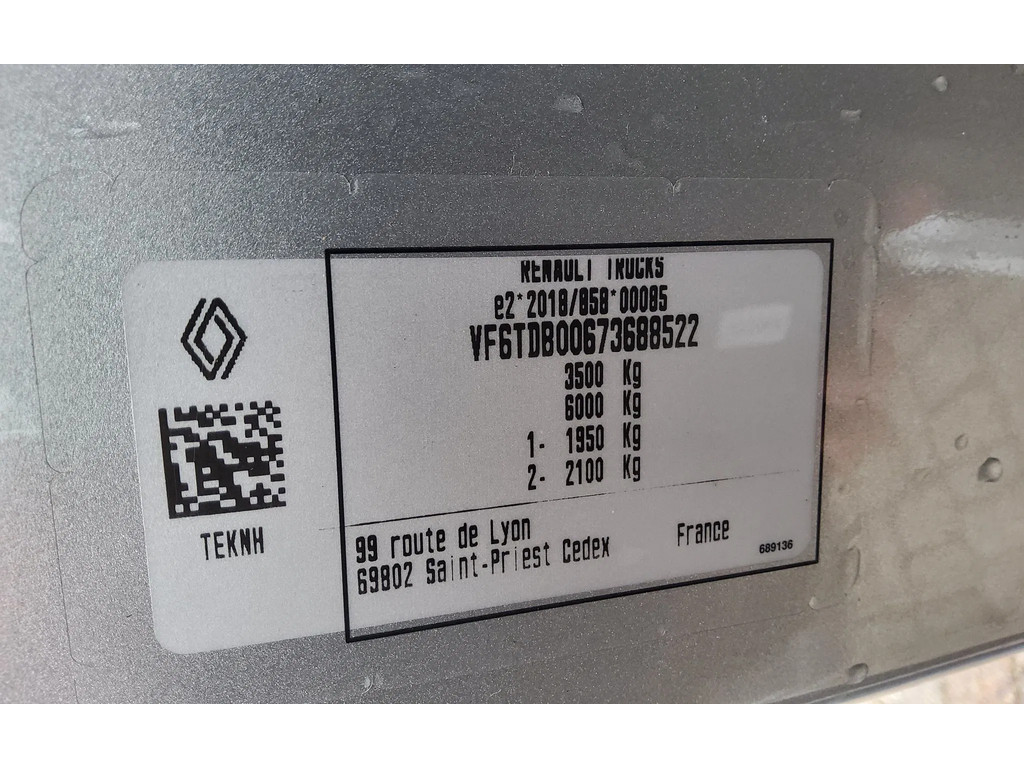 RENAULT TRUCKS
e2*2018/858*00085
VF6TDB00673688522
3500 Kg
6000 Kg
1- 1950 Kg
2- 2100 Kg
TEKNH
99 route de Lyon
69802 Saint-Priest Cedex France
689136